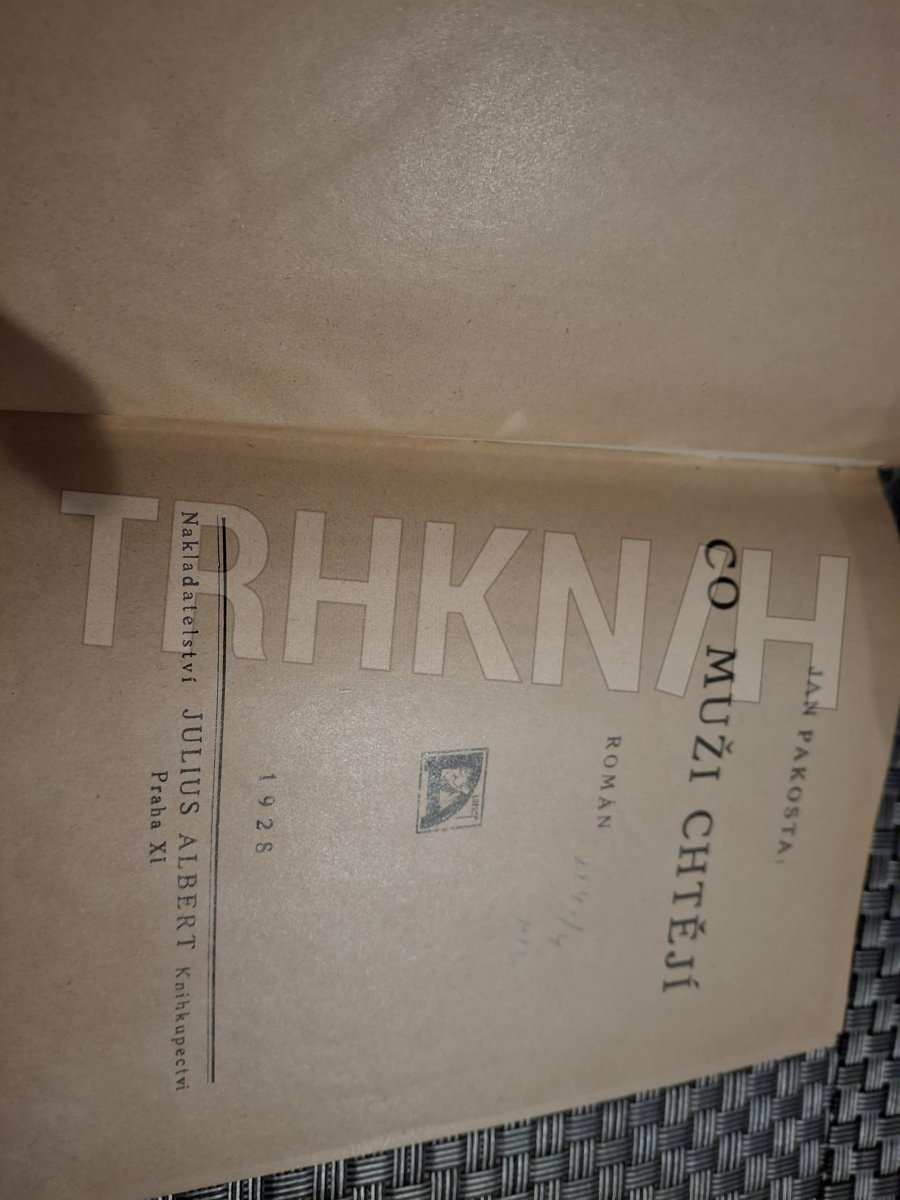 JAN PAKOSTA:
CO MUŽI CHTĚJÍ
ROMÁN
1928
Nakladatelství JULIUS ALBERT Knihkupectví
Praha XI
TRHKNIH